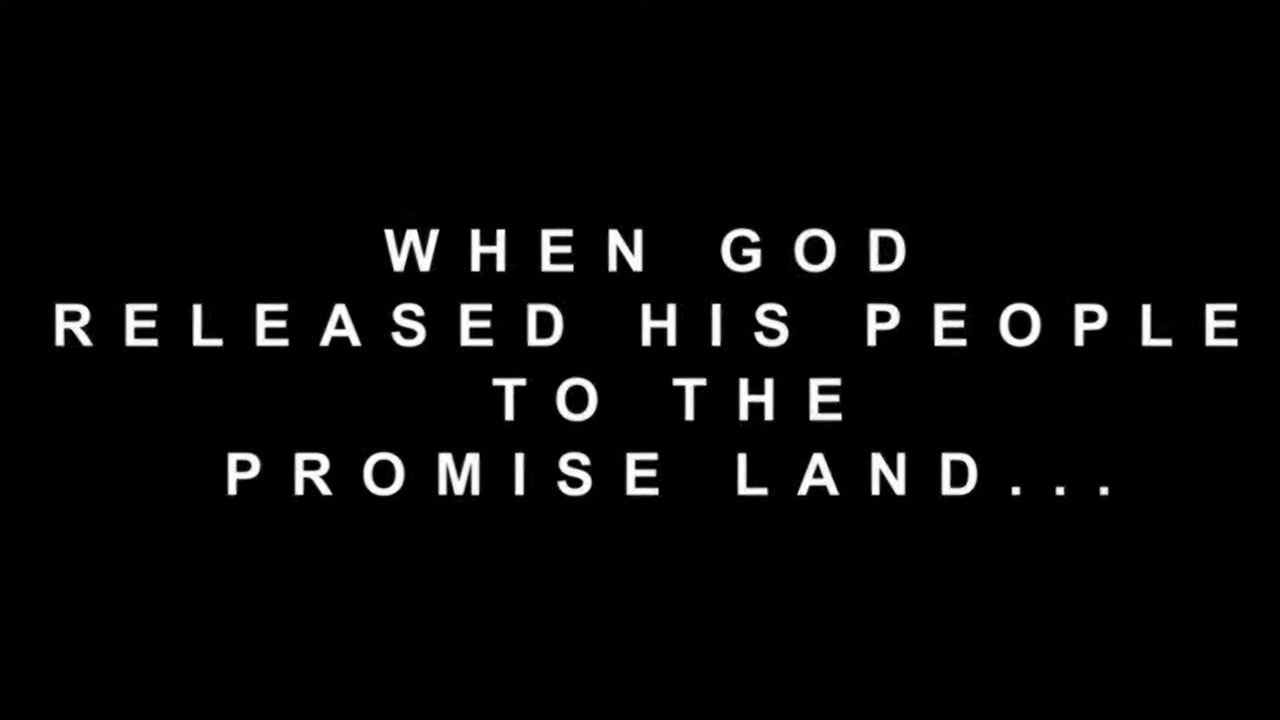 WHEN GOD
RELEASED HIS PEOPLE
TO THE
PROMISE LAND...